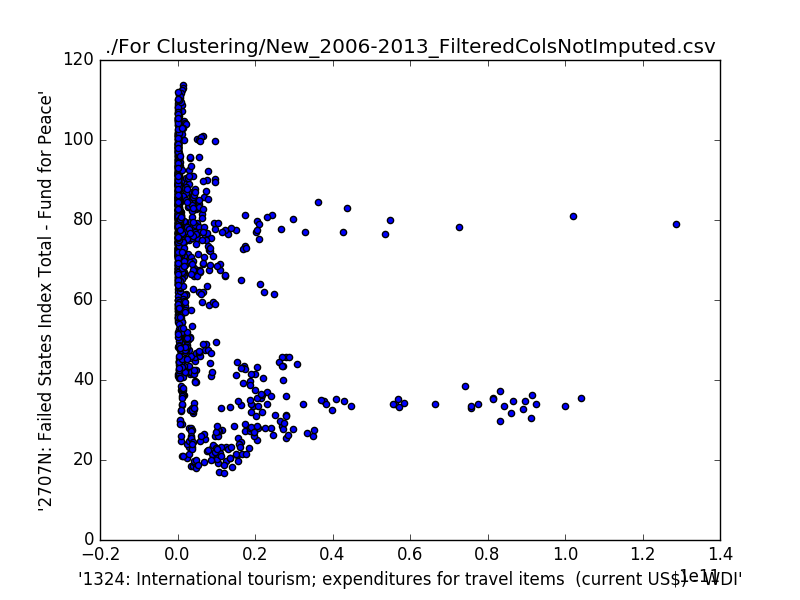 ./For Clustering/New_2006-2013_FilteredColsNotImputed.csv
120
100
80
60
40
20
0
'2707N: Failed States Index Total - Fund for Peace'
−0.2 0.0 0.2 0.4 0.6 0.8 1.0 1.2 1.4
1e11
'1324: International tourism; expenditures for travel items (current US$) - WDI'